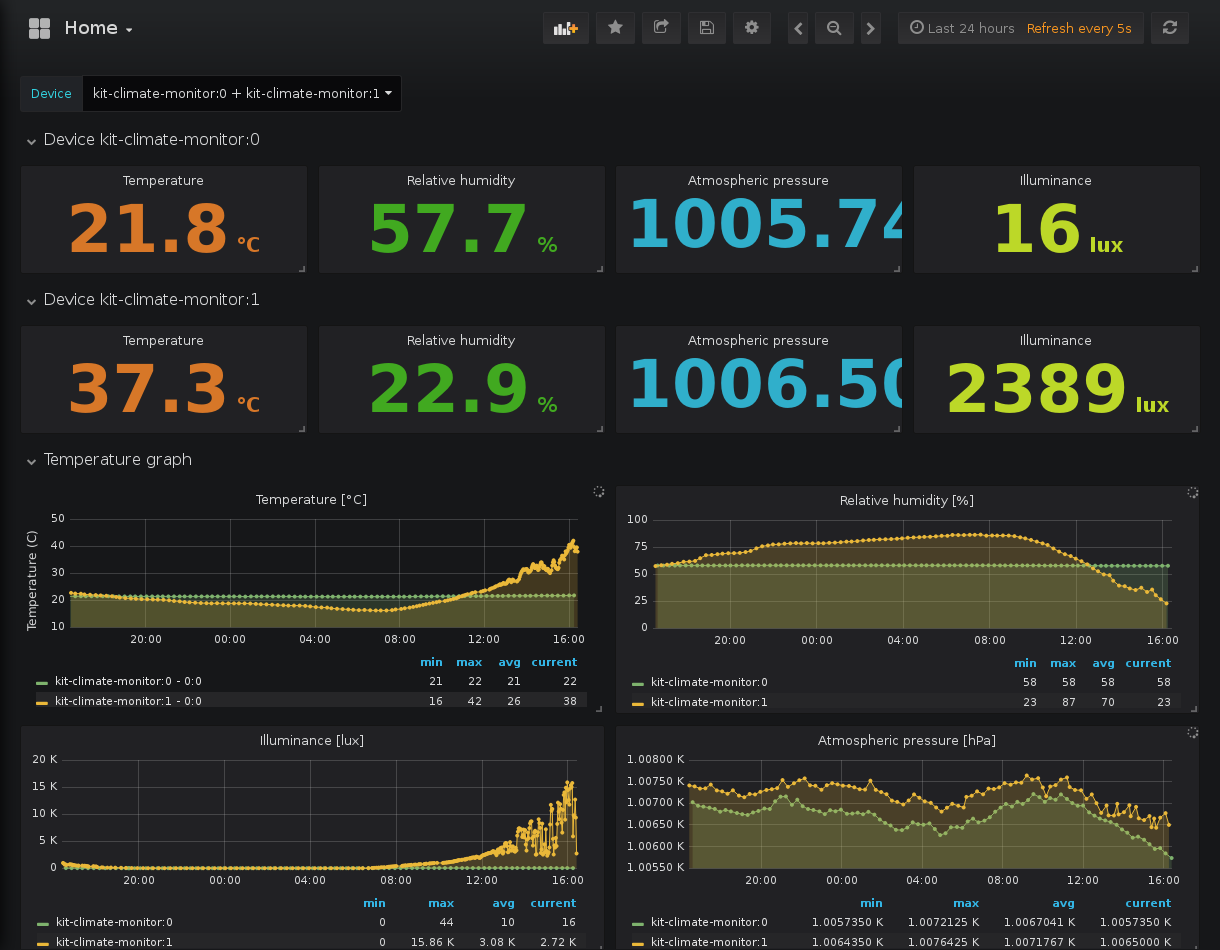 Home
Last 24 hours Refresh every 5s
Device kit-climate-monitor:0 + kit-climate-monitor:1
Device kit-climate-monitor:0
Temperature Relative humidity Atmospheric pressure Illuminance
21.8 °C 57.7 % 1005.74 16 lux
Device kit-climate-monitor:1
Temperature Relative humidity Atmospheric pressure Illuminance
37.3 °C 22.9 % 1006.50 2389 lux
Temperature graph
Temperature [°C]
Temperature (C)
50
40
30
20
10
20:00 00:00 04:00 08:00 12:00 16:00
min max avg current
kit-climate-monitor:0 - 0:0 21 22 21 22
kit-climate-monitor:1 - 0:0 16 42 26 38
Relative humidity [%]
100
75
50
25
0
20:00 00:00 04:00 08:00 12:00 16:00
min max avg current
kit-climate-monitor:0 58 58 58 58
kit-climate-monitor:1 23 87 70 23
Illuminance [lux]
20 K
15 K
10 K
5 K
0
20:00 00:00 04:00 08:00 12:00 16:00
min max avg current
kit-climate-monitor:0 0 44 10 16
kit-climate-monitor:1 0 15.86 K 3.08 K 2.72 K
Atmospheric pressure [hPa]
1.00800 K
1.00750 K
1.00700 K
1.00650 K
1.00600 K
1.00550 K
20:00 00:00 04:00 08:00 12:00 16:00
min max avg current
kit-climate-monitor:0 1.0057350 K 1.0072125 K 1.0067041 K 1.0057350 K
kit-climate-monitor:1 1.0064350 K 1.0076425 K 1.0071767 K 1.0065000 K